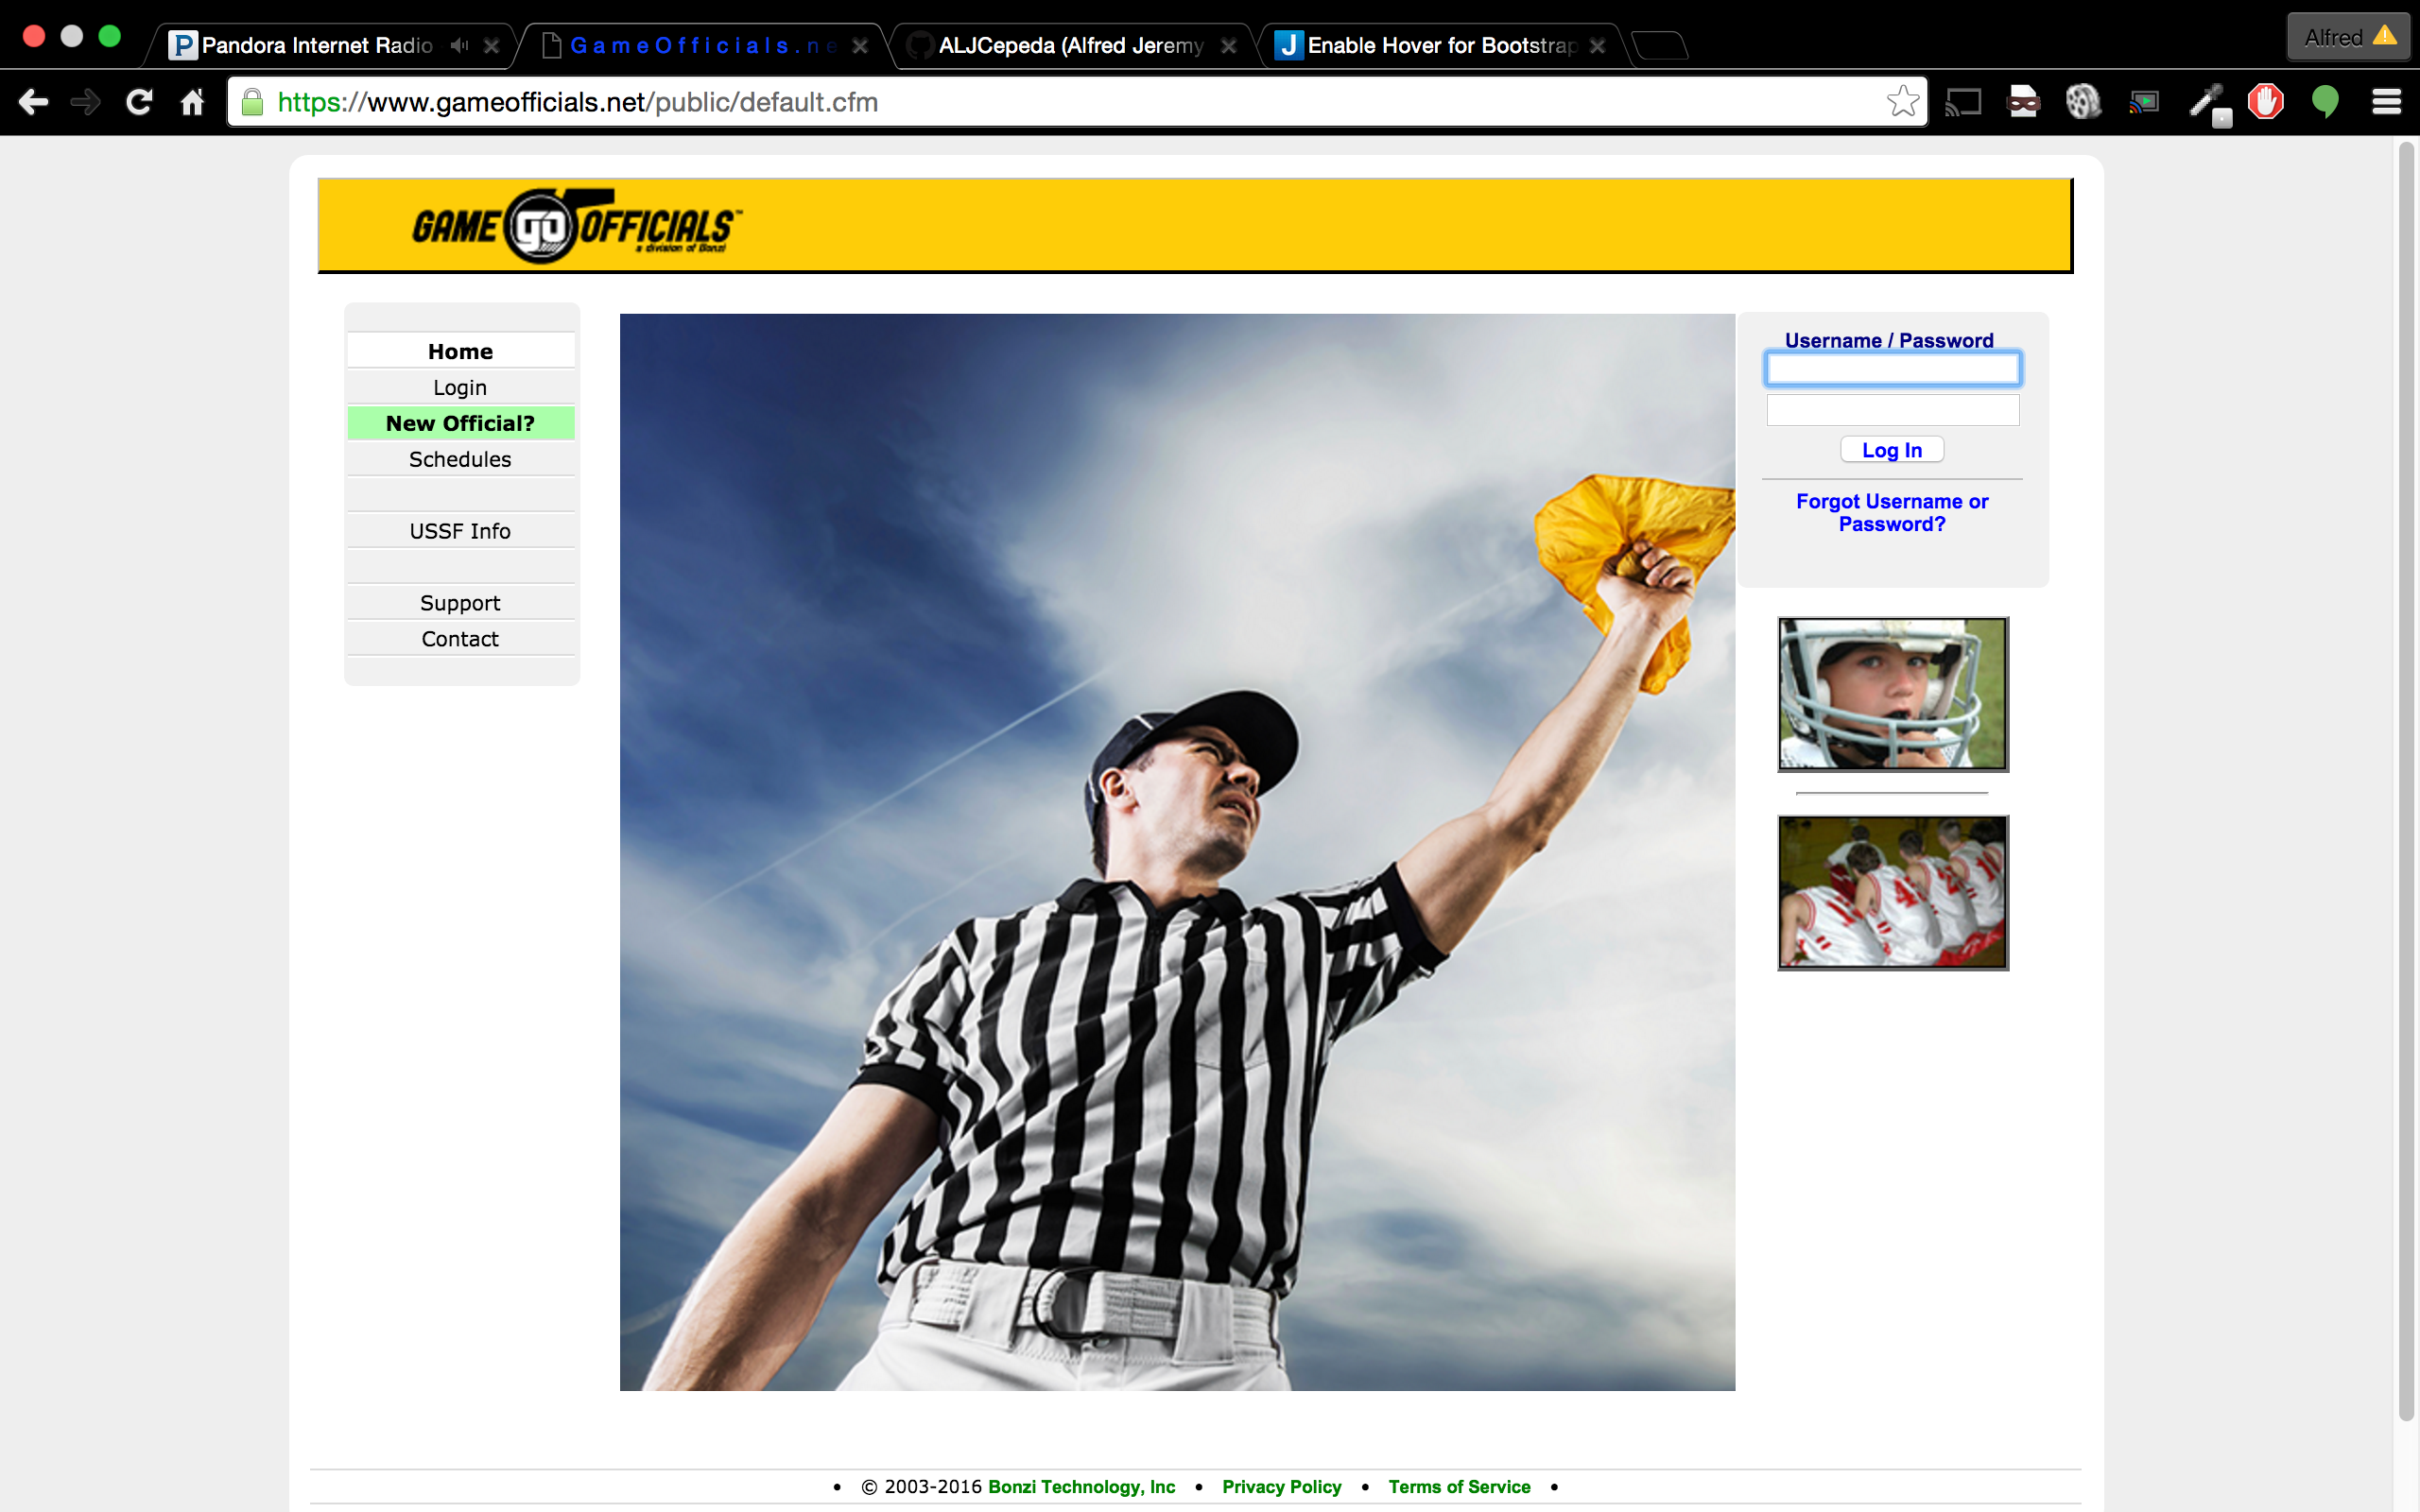 Pandora Internet Radio
GameOfficials.ne
ALJCepeda (Alfred Jeremy
Enable Hover for Bootstrap
Alfred
https://www.gameofficials.net/public/default.cfm
GAME go OFFICIALS™
a division of Bonzi
Home
Login
New Official?
Schedules
USSF Info
Support
Contact
Username / Password
Log In
Forgot Username or
Password?
• © 2003-2016 Bonzi Technology, Inc • Privacy Policy • Terms of Service •